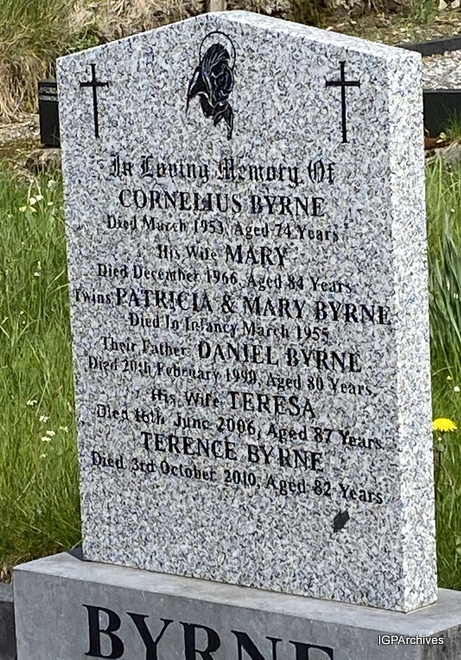 In Loving Memory Of
CORNELIUS BYRNE
Died March 1953, Aged 74 Years
His Wife MARY
Died December 1966, Aged 84 Years
Twins PATRICIA & MARY BYRNE
Died In Infancy March 1955
Their Father DANIEL BYRNE
Died 20th February 1999, Aged 80 Years
His Wife TERESA
Died 16th June 2006, Aged 87 Years
TERENCE BYRNE
Died 3rd October 2010, Aged 82 Years
BYRNE
IGPArchives